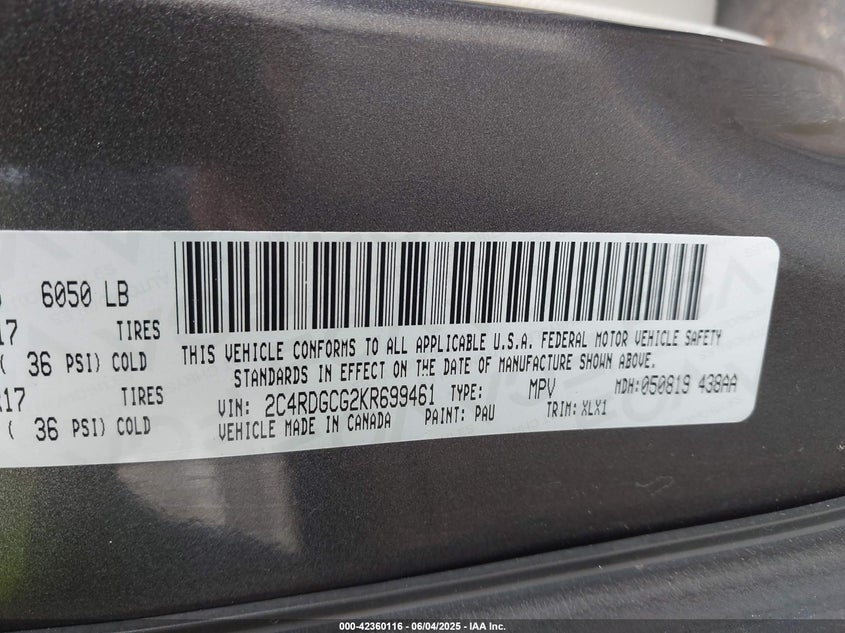 6050 LB
17 TIRES
( 36 PSI) COLD
17 TIRES
( 36 PSI) COLD
THIS VEHICLE CONFORMS TO ALL APPLICABLE U.S.A. FEDERAL MOTOR VEHICLE SAFETY
STANDARDS IN EFFECT ON THE DATE OF MANUFACTURE SHOWN ABOVE.
VIN: 2C4RDGCG2KR699461 TYPE: MPV MDH:050819 438AA
VEHICLE MADE IN CANADA PAINT: PAU TRIM: XLX1
000-42360116 - 06/04/2025 - IAA Inc.